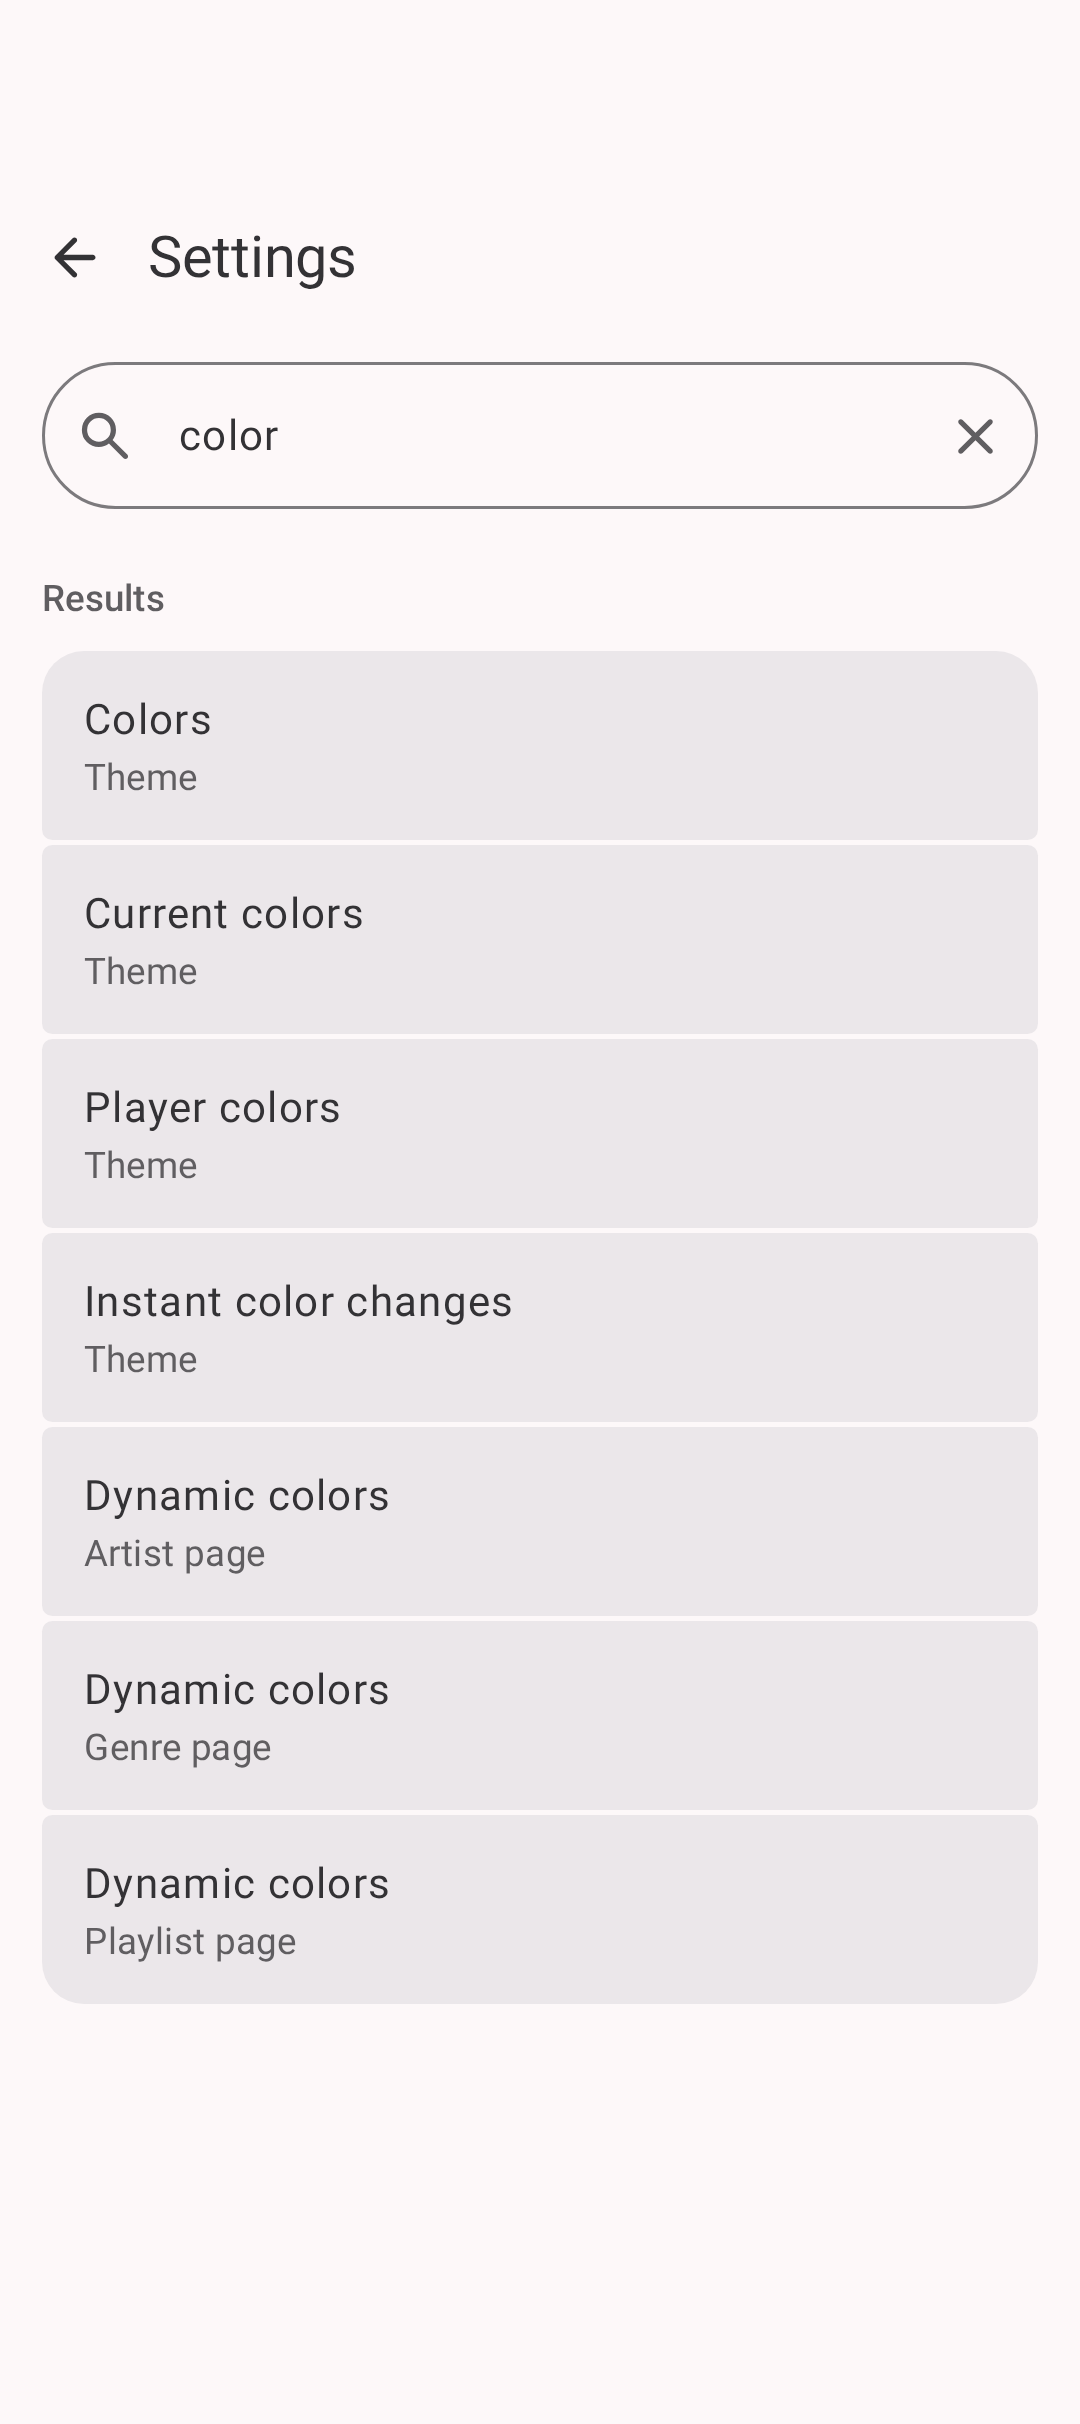 Settings
color
Results
Colors
Theme
Current colors
Theme
Player colors
Theme
Instant color changes
Theme
Dynamic colors
Artist page
Dynamic colors
Genre page
Dynamic colors
Playlist page